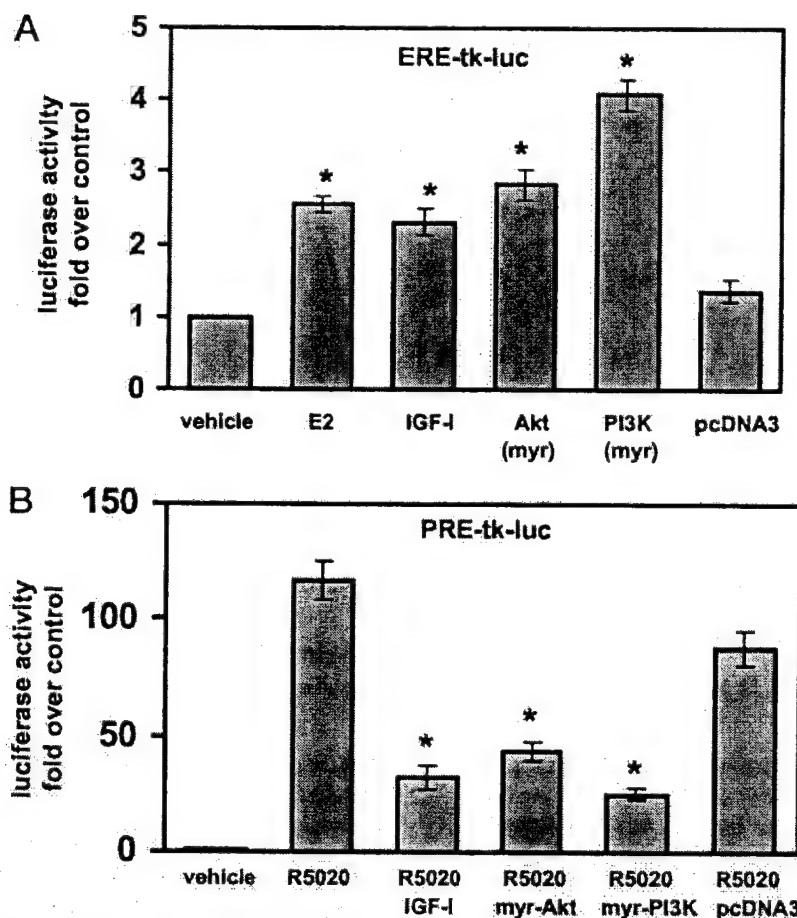 A
5
ERE-tk-luc
4
3
2
1
0
luciferase activity
fold over control
* * * *
vehicle E2 IGF-I Akt PI3K pcDNA3
(myr) (myr)
B
150
PRE-tk-luc
100
50
0
luciferase activity
fold over control
* * *
vehicle R5020 R5020 R5020 R5020 R5020
IGF-I myr-Akt myr-PI3K pcDNA3